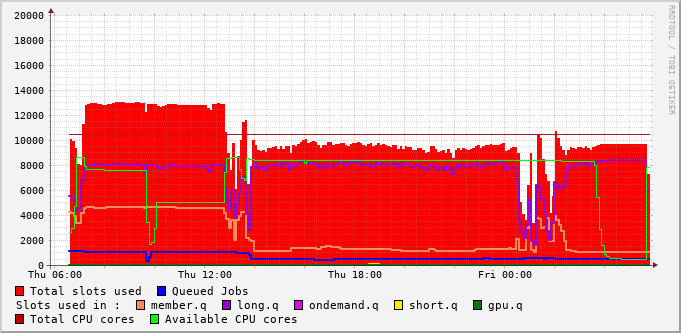 20000
18000
16000
14000
12000
10000
8000
6000
4000
2000
0
Thu 06:00 Thu 12:00 Thu 18:00 Fri 00:00
RRDTOOL / TOBI OETIKER
Total slots used Queued Jobs
Slots used in : member.q long.q ondemand.q short.q gpu.q
Total CPU cores Available CPU cores